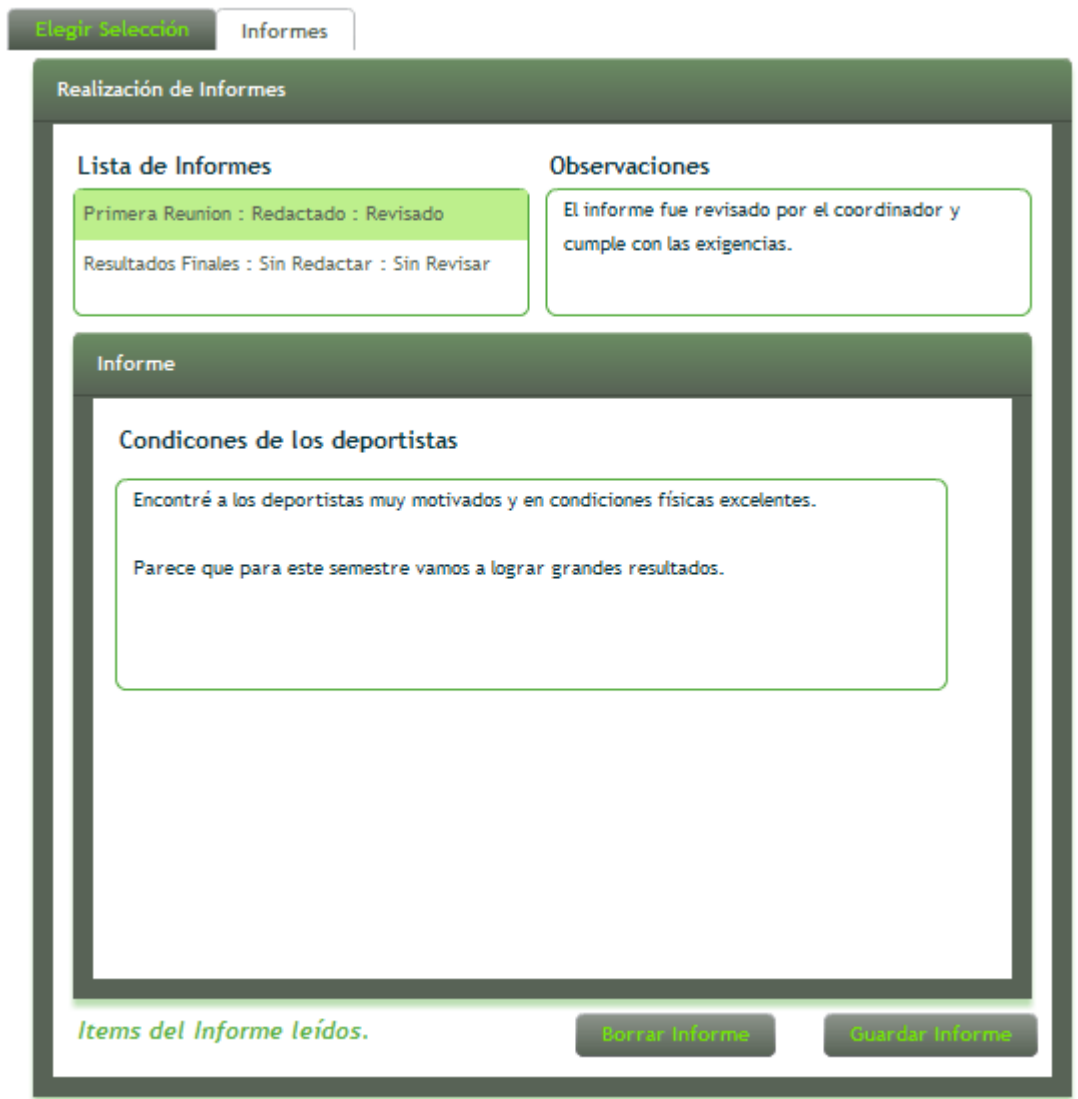 Elegir Selección
Informes
Realización de Informes
Lista de Informes
Primera Reunion : Redactado : Revisado
Resultados Finales : Sin Redactar : Sin Revisar
Observaciones
El informe fue revisado por el coordinador y
cumple con las exigencias.
Informe
Condicones de los deportistas
Encontré a los deportistas muy motivados y en condiciones físicas excelentes.
Parece que para este semestre vamos a lograr grandes resultados.
Items del Informe leídos.
Borrar Informe
Guardar Informe